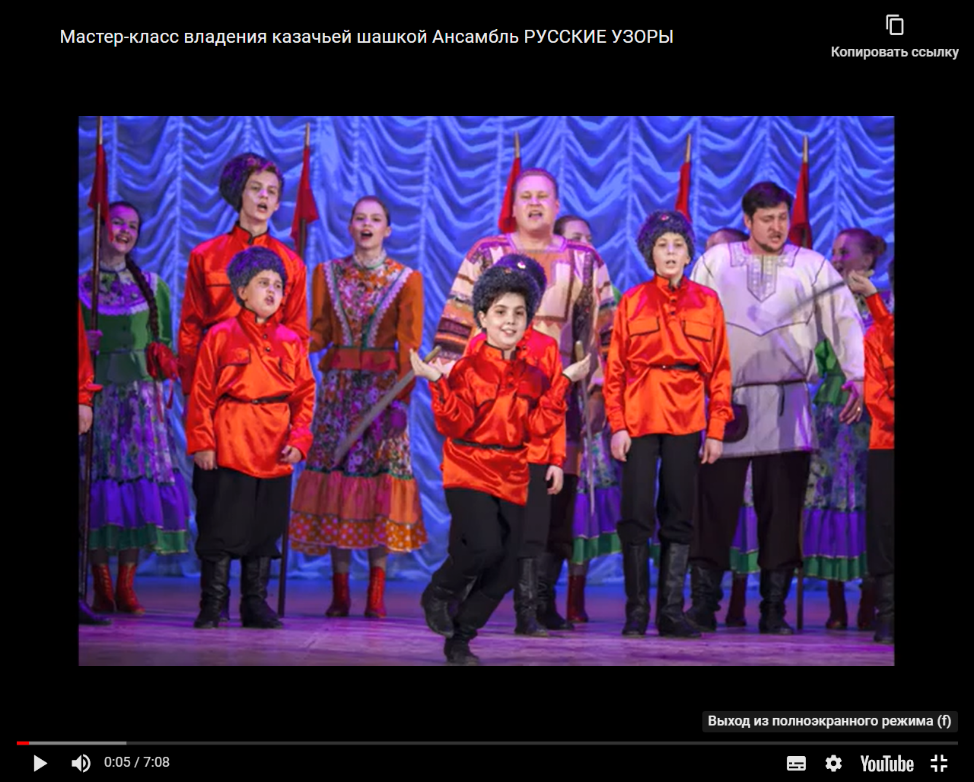 Мастер-класс владения казачьей шашкой Ансамбль РУССКИЕ УЗОРЫ
Копировать ссылку
Выход из полноэкранного режима (f)
0:05 / 7:08
YouTube